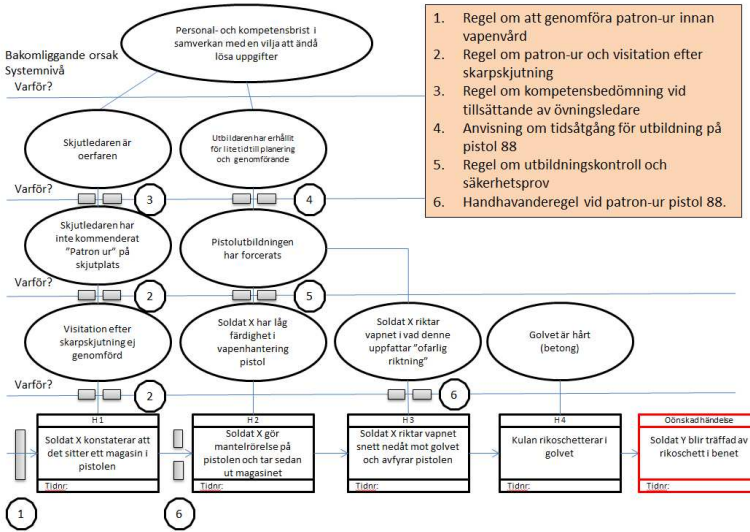 Personal- och kompetensbrist i
samverkan med en vilja att ändå
lösa uppgifter
1. Regel om att genomföra patron-ur innan
vapenvård
2. Regel om patron-ur och visitation efter
skarpskjutning
3. Regel om kompetensbedömning vid
tillsättande av övningsledare
4. Anvisning om tidsåtgång för utbildning på
pistol 88
5. Regel om utbildningskontroll och
säkerhetsprov
6. Handhavanderegel vid patron-ur pistol 88.
Bakomliggande orsak
Systemnivå
Varför?
Skjutledaren är
oerfaren
Utbildaren har erhållit
för lite tid till planering
och genomförande
Varför?
3
4
Skjutledaren har
inte kommenderat
"Patron ur" på
skjutplats
Pistolutbildningen
har forcerats
Varför?
2
5
Visitation efter
skarpskjutning ej
genomförd
Soldat X har låg
färdighet i
vapenhantering
pistol
Soldat X riktar
vapnet i vad denne
uppfattar "ofarlig
riktning"
Golvet är hårt
(betong)
Varför?
2
6
H 1
Soldat X konstaterar att
det sitter ett magasin i
pistolen
Tidnr:
H 2
Soldat X gör
mantelrörelse på
pistolen och tar sedan
ut magasinet
Tidnr:
H 3
Soldat X riktar vapnet
snett nedåt mot golvet
och avfyrar pistolen
Tidnr:
H 4
Kulan rikoschetterar i
golvet
Tidnr:
Oönskad händelse
Soldat Y blir träffad av
rikoschett i benet
Tidnr:
1
6